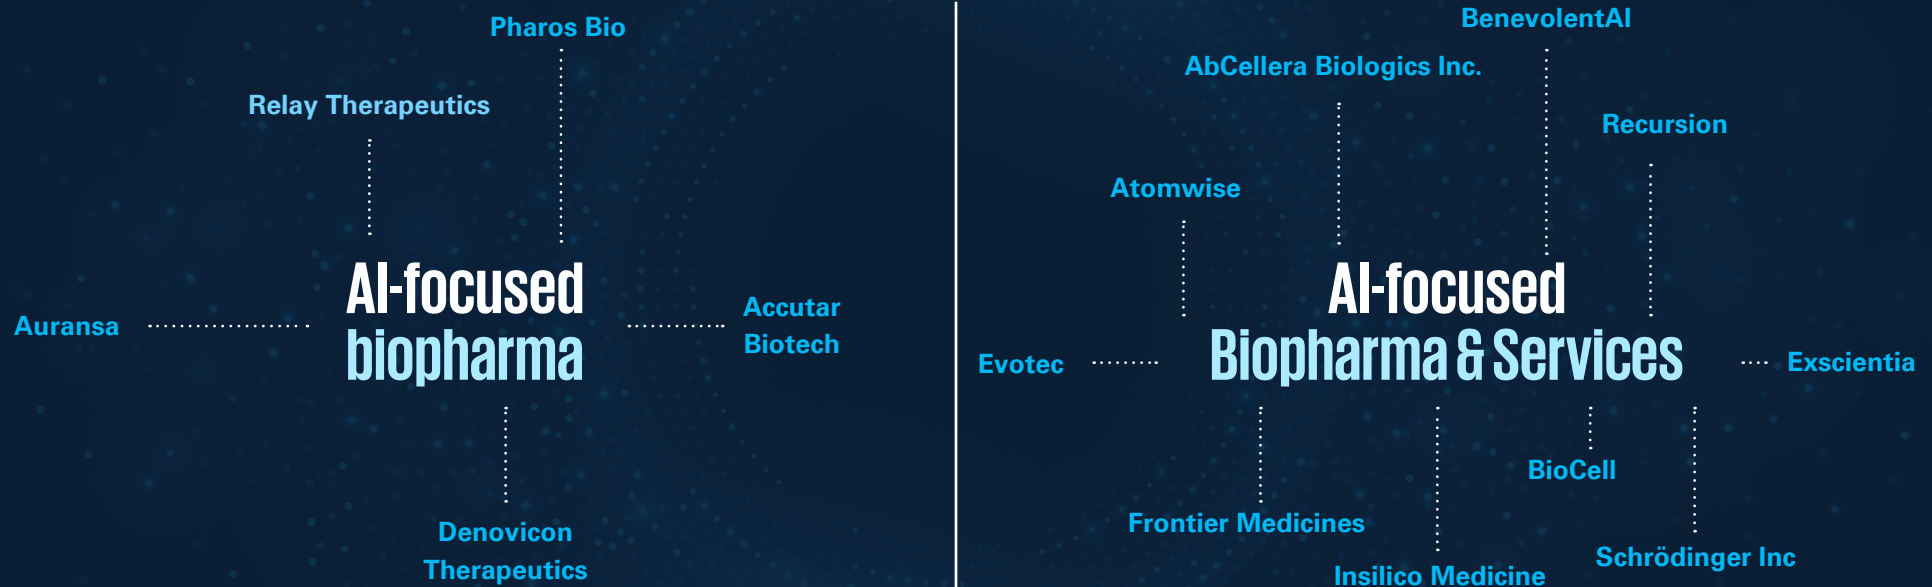 Pharos Bio
Relay Therapeutics
AI-focused
biopharma
Auransa
Accutar
Biotech
Denovicon
Therapeutics
BenevolentAI
AbCellera Biologics Inc.
Recursion
Atomwise
AI-focused
Biopharma & Services
Evotec
Exscientia
BioCell
Frontier Medicines
Schrödinger Inc
Insilico Medicine